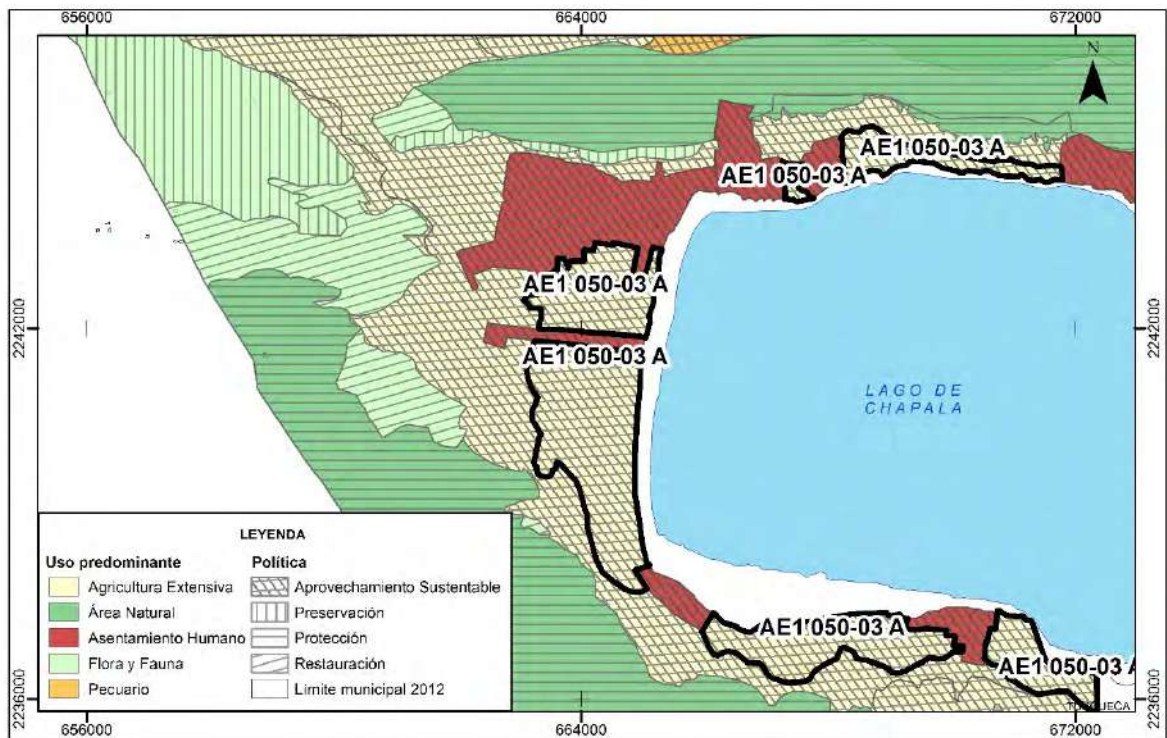 656000 664000 672000
N
AE1 050-03 A
AE1 050-03 A
AE1 050-03 A
2242000 2242000
AE1 050-03 A
LAGO DE
CHAPALA
LEYENDA
Uso predominante Política
Agricultura Extensiva Aprovechamiento Sustentable
Área Natural Preservación
Asentamiento Humano Protección
Flora y Fauna Restauración
Pecuario Limite municipal 2012
AE1 050-03 A
AE1 050-03 A
2236000 2236000
656000 664000 672000